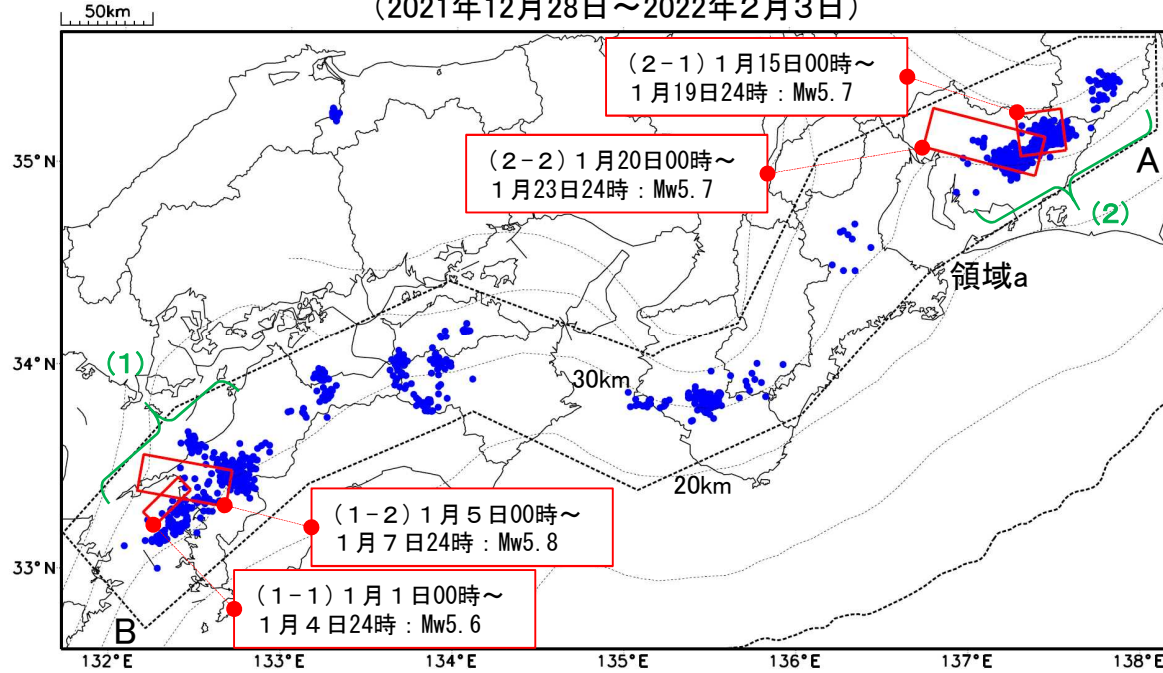 (2021年12月28日～2022年2月3日)
50km
(2-1) 1月15日00時～
1月19日24時：Mw5.7
(2-2) 1月20日00時～
1月23日24時：Mw5.7
35°N
A
(2)
領域a
34°N
(1)
30km
20km
(1-2) 1月5日00時～
1月7日24時：Mw5.8
33°N
(1-1) 1月1日00時～
1月4日24時：Mw5.6
B
132°E
133°E
134°E
135°E
136°E
137°E
138°E